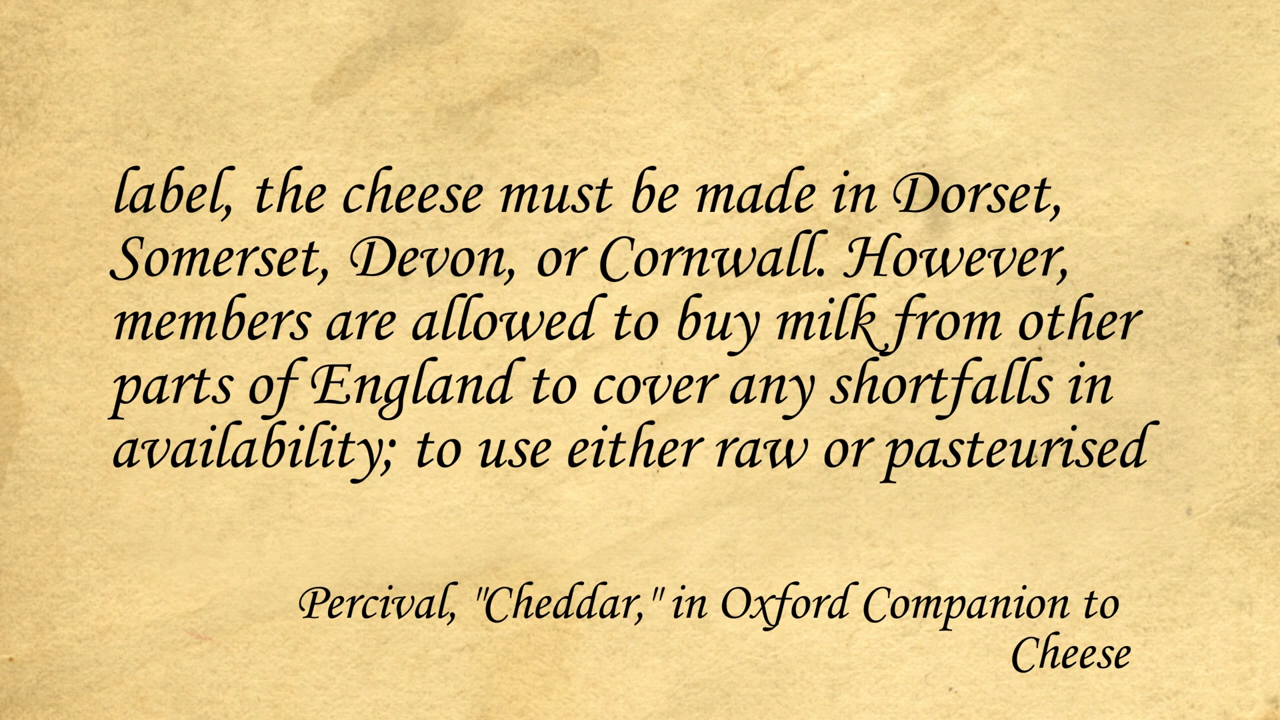 label, the cheese must be made in Dorset,
Somerset, Devon, or Cornwall. However,
members are allowed to buy milk from other
parts of England to cover any shortfalls in
availability; to use either raw or pasteurised
Percival, "Cheddar," in Oxford Companion to
Cheese